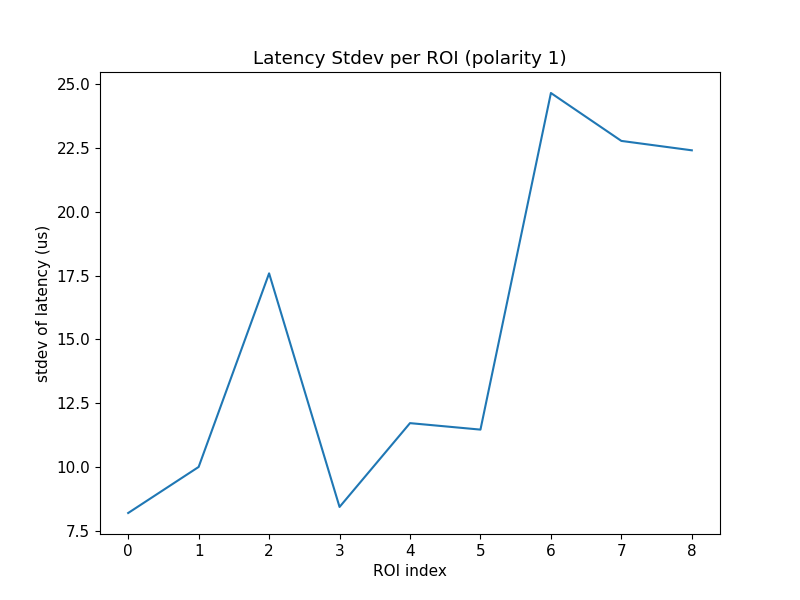 Latency Stdev per ROI (polarity 1)
stdev of latency (us)
25.0
22.5
20.0
17.5
15.0
12.5
10.0
7.5
0 1 2 3 4 5 6 7 8
ROI index